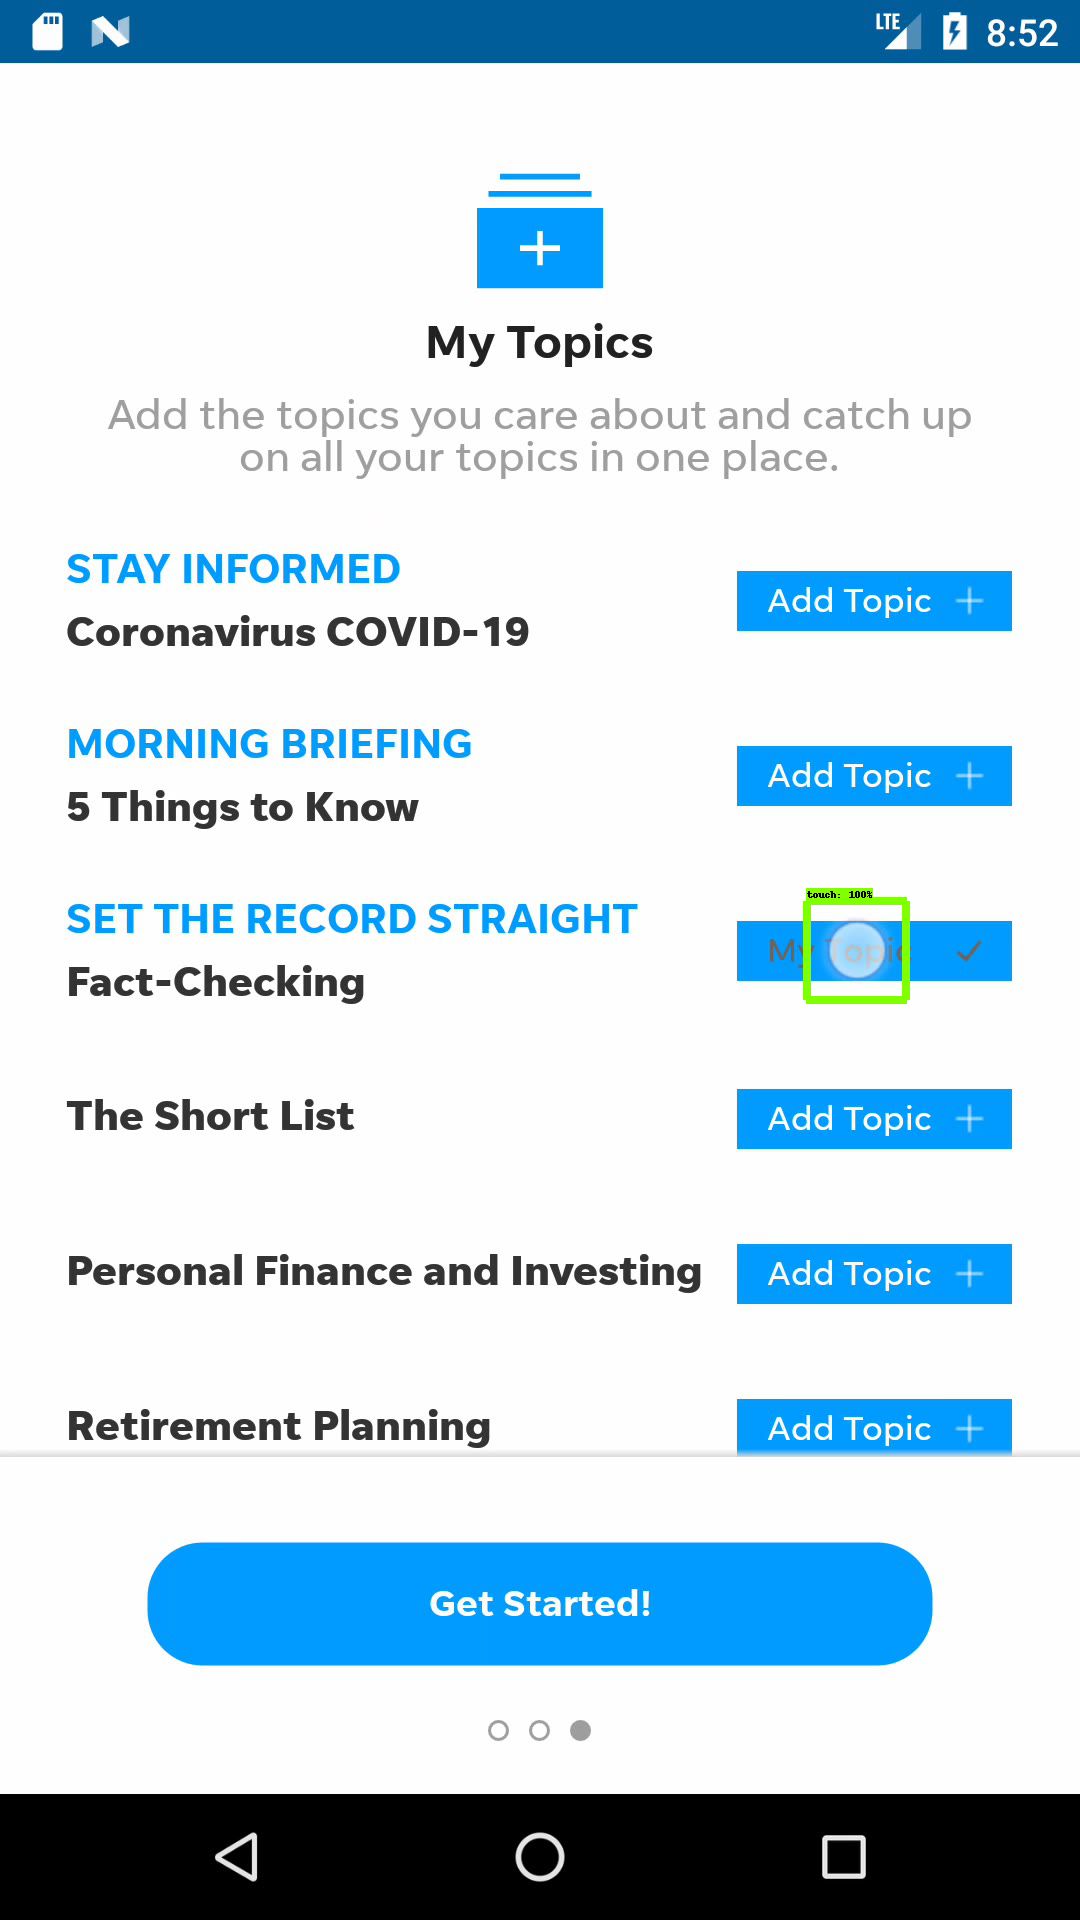 LTE 8:52
My Topics
Add the topics you care about and catch up
on all your topics in one place.
STAY INFORMED
Coronavirus COVID-19
Add Topic
MORNING BRIEFING
5 Things to Know
Add Topic
touch: 100%
SET THE RECORD STRAIGHT
Fact-Checking
My Topic
The Short List
Add Topic
Personal Finance and Investing
Add Topic
Retirement Planning
Add Topic
Get Started!